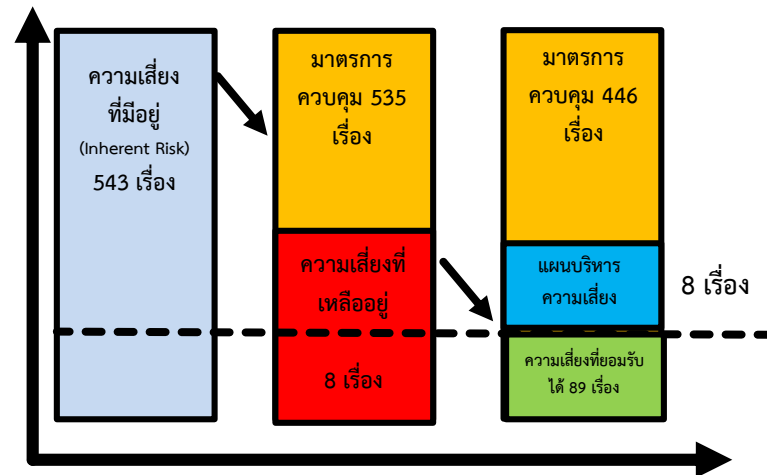 ความเสี่ยง
ที่มีอยู่
(Inherent Risk)
543 เรื่อง
มาตรการ
ควบคุม 535
เรื่อง
ความเสี่ยงที่
เหลืออยู่
8 เรื่อง
มาตรการ
ควบคุม 446
เรื่อง
แผนบริหาร
ความเสี่ยง
8 เรื่อง
ความเสี่ยงที่ยอมรับ
ได้ 89 เรื่อง